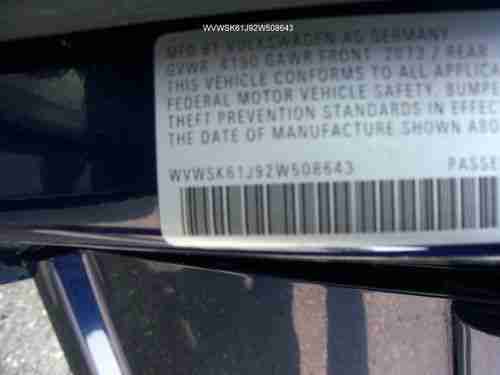 WVWSK61J92W508643
MFD BY VOLKSWAGEN AG GERMANY
GVWR 4190 GAWR FRONT 2072 / REAR
THIS VEHICLE CONFORMS TO ALL APPLICA
FEDERAL MOTOR VEHICLE SAFETY, BUMPE
THEFT PREVENTION STANDARDS IN EFFEC
THE DATE OF MANUFACTURE SHOWN ABO
WVWSK61J92W508643 PASSE